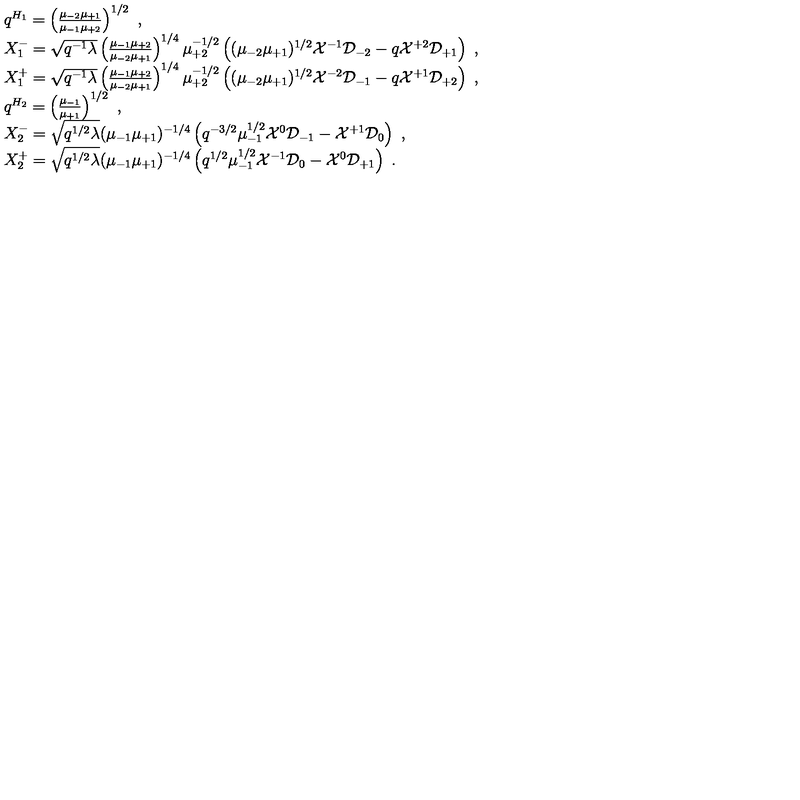 $q^{H_1} = \left(\frac{\mu_{-2}\mu_{+1}}{\mu_{-1}\mu_{+2}}\right)^{1/2}$ ,
$X_1^- = \sqrt{q^{-1}\lambda}\left(\frac{\mu_{-1}\mu_{+2}}{\mu_{-2}\mu_{+1}}\right)^{1/4}\mu_{+2}^{-1/2}\left((\mu_{-2}\mu_{+1})^{1/2}\mathcal{X}^{-1}\mathcal{D}_{-2} - q\mathcal{X}^{+2}\mathcal{D}_{+1}\right)$ ,
$X_1^+ = \sqrt{q^{-1}\lambda}\left(\frac{\mu_{-1}\mu_{+2}}{\mu_{-2}\mu_{+1}}\right)^{1/4}\mu_{+2}^{-1/2}\left((\mu_{-2}\mu_{+1})^{1/2}\mathcal{X}^{-2}\mathcal{D}_{-1} - q\mathcal{X}^{+1}\mathcal{D}_{+2}\right)$ ,
$q^{H_2} = \left(\frac{\mu_{-1}}{\mu_{+1}}\right)^{1/2}$ ,
$X_2^- = \sqrt{q^{1/2}\lambda}(\mu_{-1}\mu_{+1})^{-1/4}\left(q^{-3/2}\mu_{-1}^{1/2}\mathcal{X}^0\mathcal{D}_{-1} - \mathcal{X}^{+1}\mathcal{D}_0\right)$ ,
$X_2^+ = \sqrt{q^{1/2}\lambda}(\mu_{-1}\mu_{+1})^{-1/4}\left(q^{1/2}\mu_{-1}^{1/2}\mathcal{X}^{-1}\mathcal{D}_0 - \mathcal{X}^0\mathcal{D}_{+1}\right)$ .